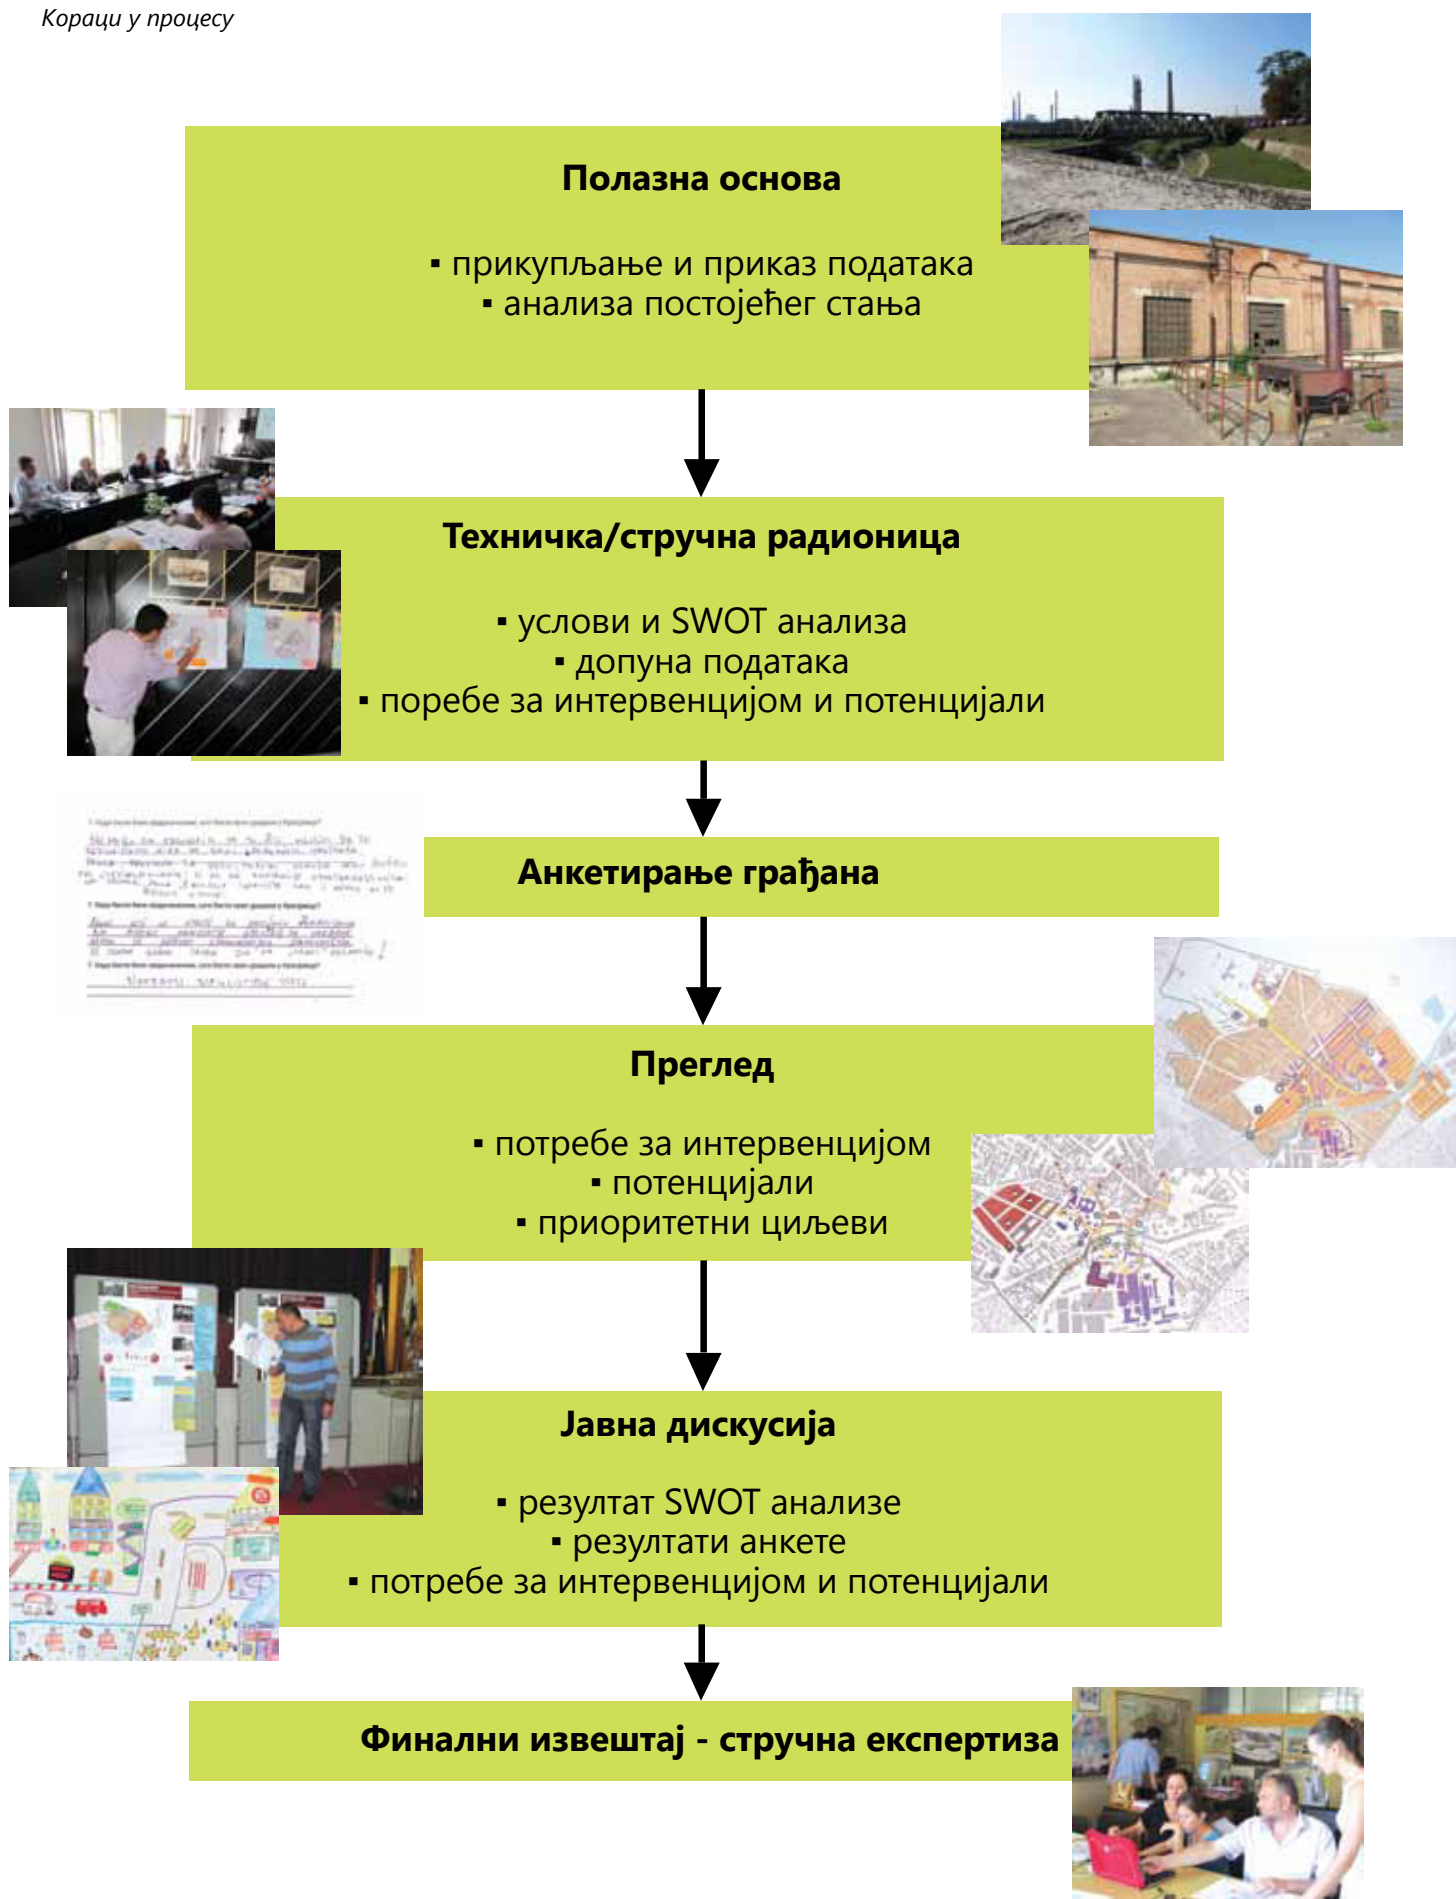 Кораци у процесу
Полазна основа
▪ прикупљање и приказ података
▪ анализа постојећег стања
Техничка/стручна радионица
▪ услови и SWOT анализа
▪ допуна података
▪ поребе за интервенцијом и потенцијали
Анкетирање грађана
Преглед
▪ потребе за интервенцијом
▪ потенцијали
▪ приоритетни циљеви
Јавна дискусија
▪ резултат SWOT анализе
▪ резултати анкете
▪ потребе за интервенцијом и потенцијали
Финални извештај - стручна експертиза